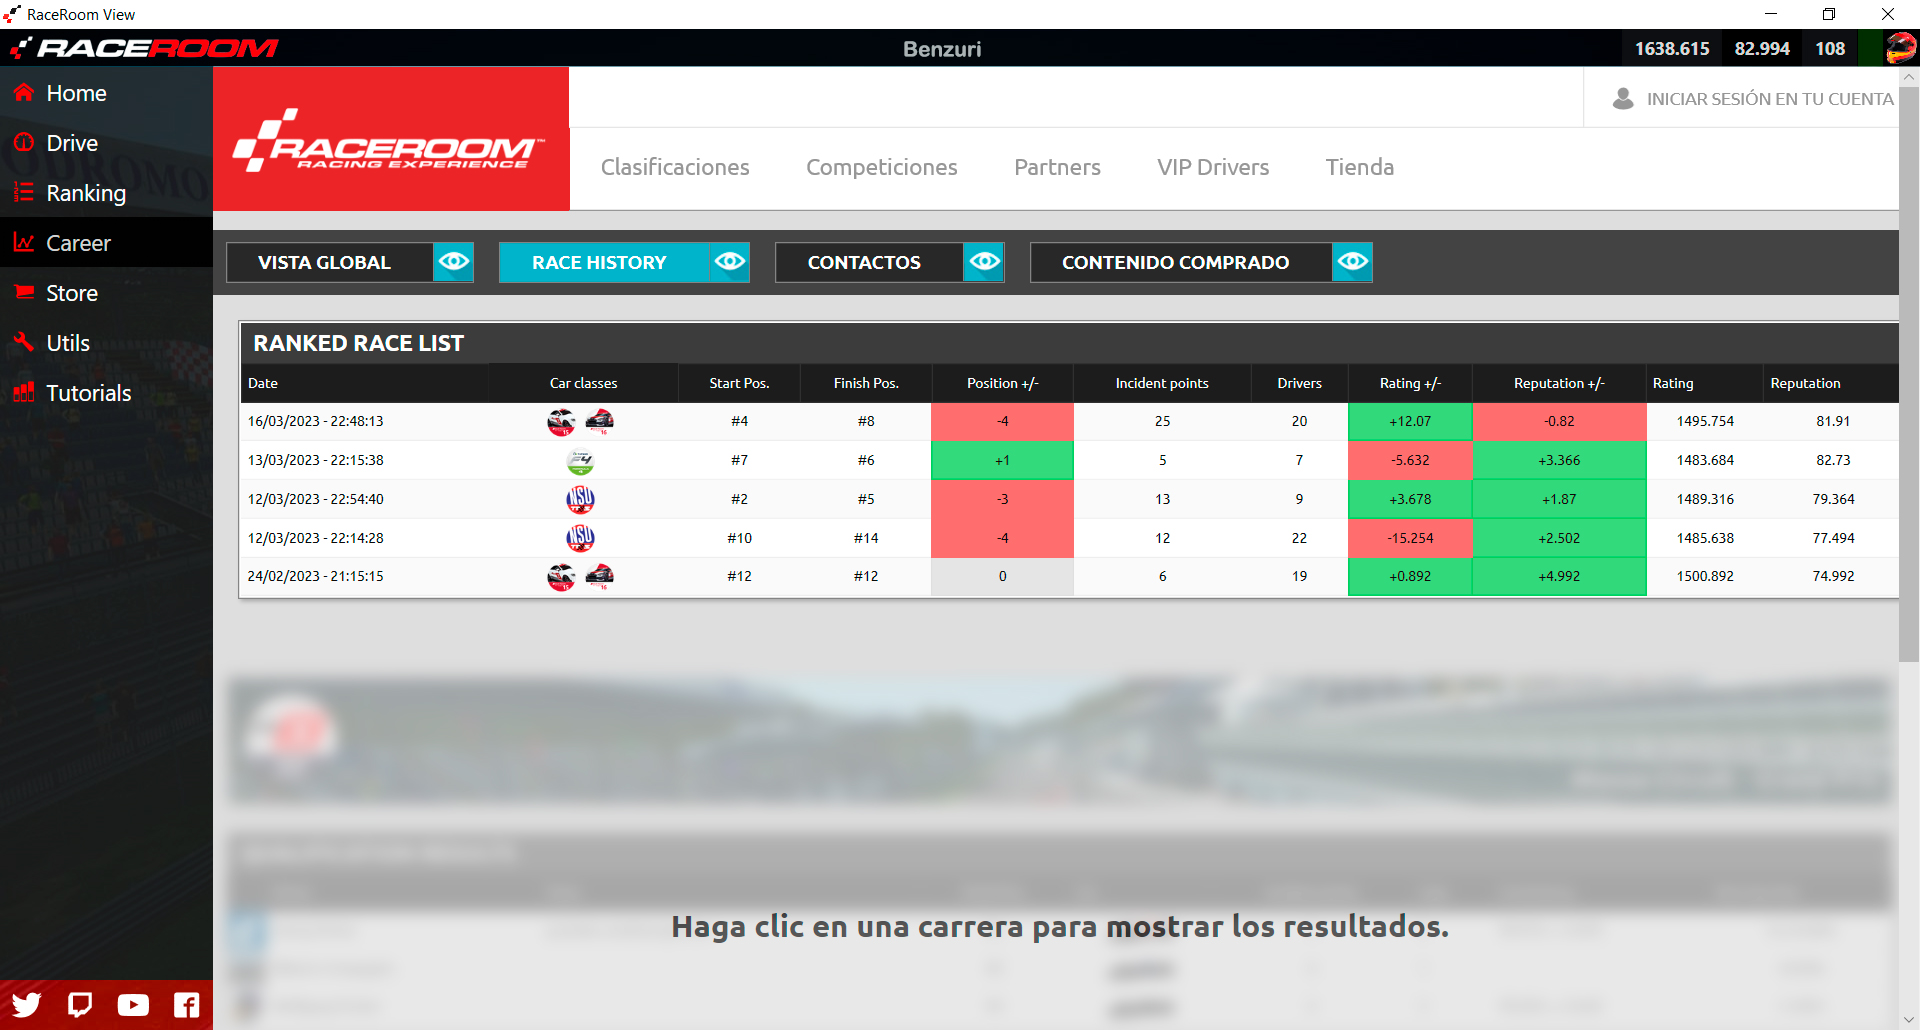 RaceRoom View
RACEROOM
Benzuri
1638.615 82.994 108
Home
Drive
Ranking
Career
Store
Utils
Tutorials
RACEROOM™
RACING EXPERIENCE
INICIAR SESIÓN EN TU CUENTA
Clasificaciones Competiciones Partners VIP Drivers Tienda
VISTA GLOBAL RACE HISTORY CONTACTOS CONTENIDO COMPRADO
RANKED RACE LIST
Date Car classes Start Pos. Finish Pos. Position +/- Incident points Drivers Rating +/- Reputation +/- Rating Reputation
16/03/2023 - 22:48:13 #4 #8 -4 25 20 +12.07 -0.82 1495.754 81.91
13/03/2023 - 22:15:38 F4 #7 #6 +1 5 7 -5.632 +3.366 1483.684 82.73
12/03/2023 - 22:54:40 NSU #2 #5 -3 13 9 +3.678 +1.87 1489.316 79.364
12/03/2023 - 22:14:28 NSU #10 #14 -4 12 22 -15.254 +2.502 1485.638 77.494
24/02/2023 - 21:15:15 #12 #12 0 6 19 +0.892 +4.992 1500.892 74.992
Haga clic en una carrera para mostrar los resultados.